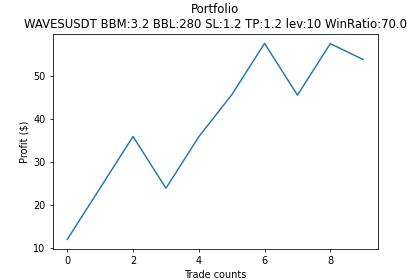 Portfolio
WAVESUSDT BBM:3.2 BBL:280 SL:1.2 TP:1.2 lev:10 WinRatio:70.0
50
40
30
20
10
Profit ($)
0 2 4 6 8
Trade counts